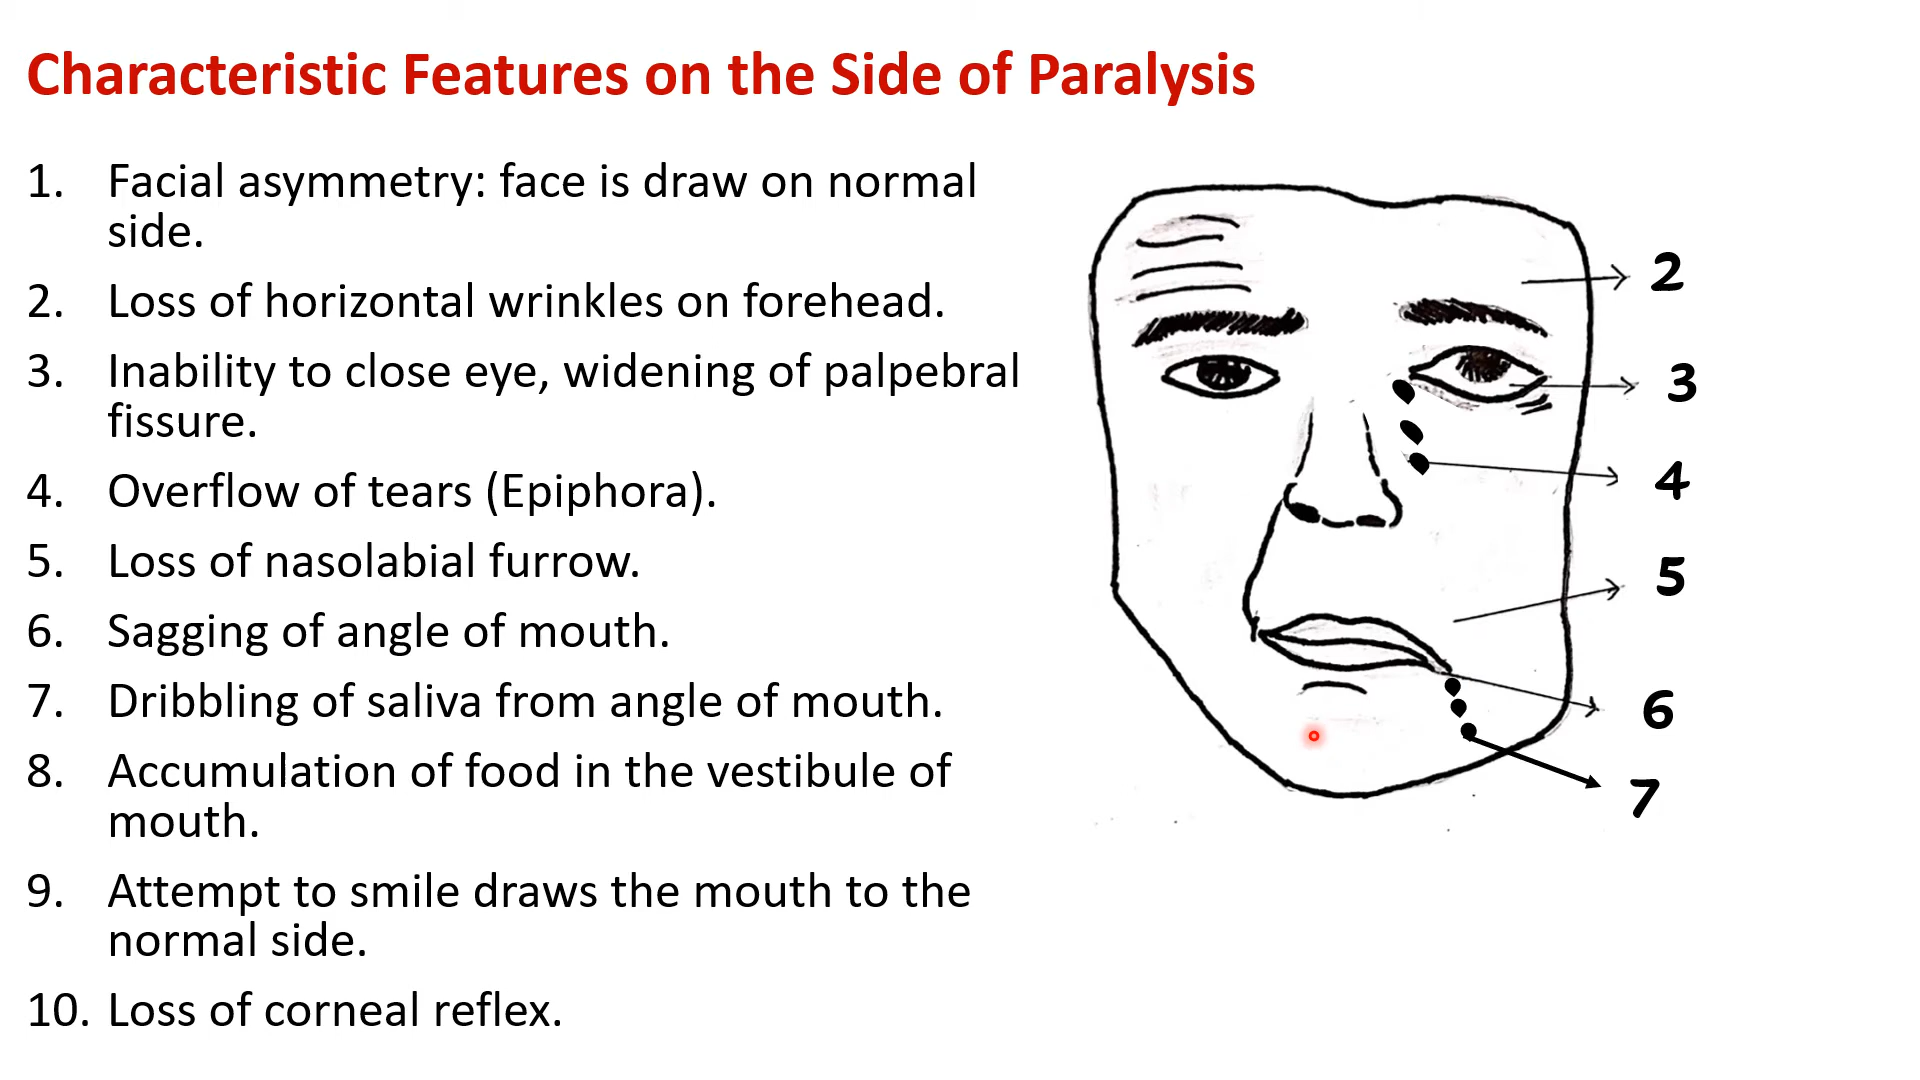 Characteristic Features on the Side of Paralysis
1. Facial asymmetry: face is draw on normal
side.
2. Loss of horizontal wrinkles on forehead.
3. Inability to close eye, widening of palpebral
fissure.
4. Overflow of tears (Epiphora).
5. Loss of nasolabial furrow.
6. Sagging of angle of mouth.
7. Dribbling of saliva from angle of mouth.
8. Accumulation of food in the vestibule of
mouth.
9. Attempt to smile draws the mouth to the
normal side.
10. Loss of corneal reflex.
2
3
4
5
6
7